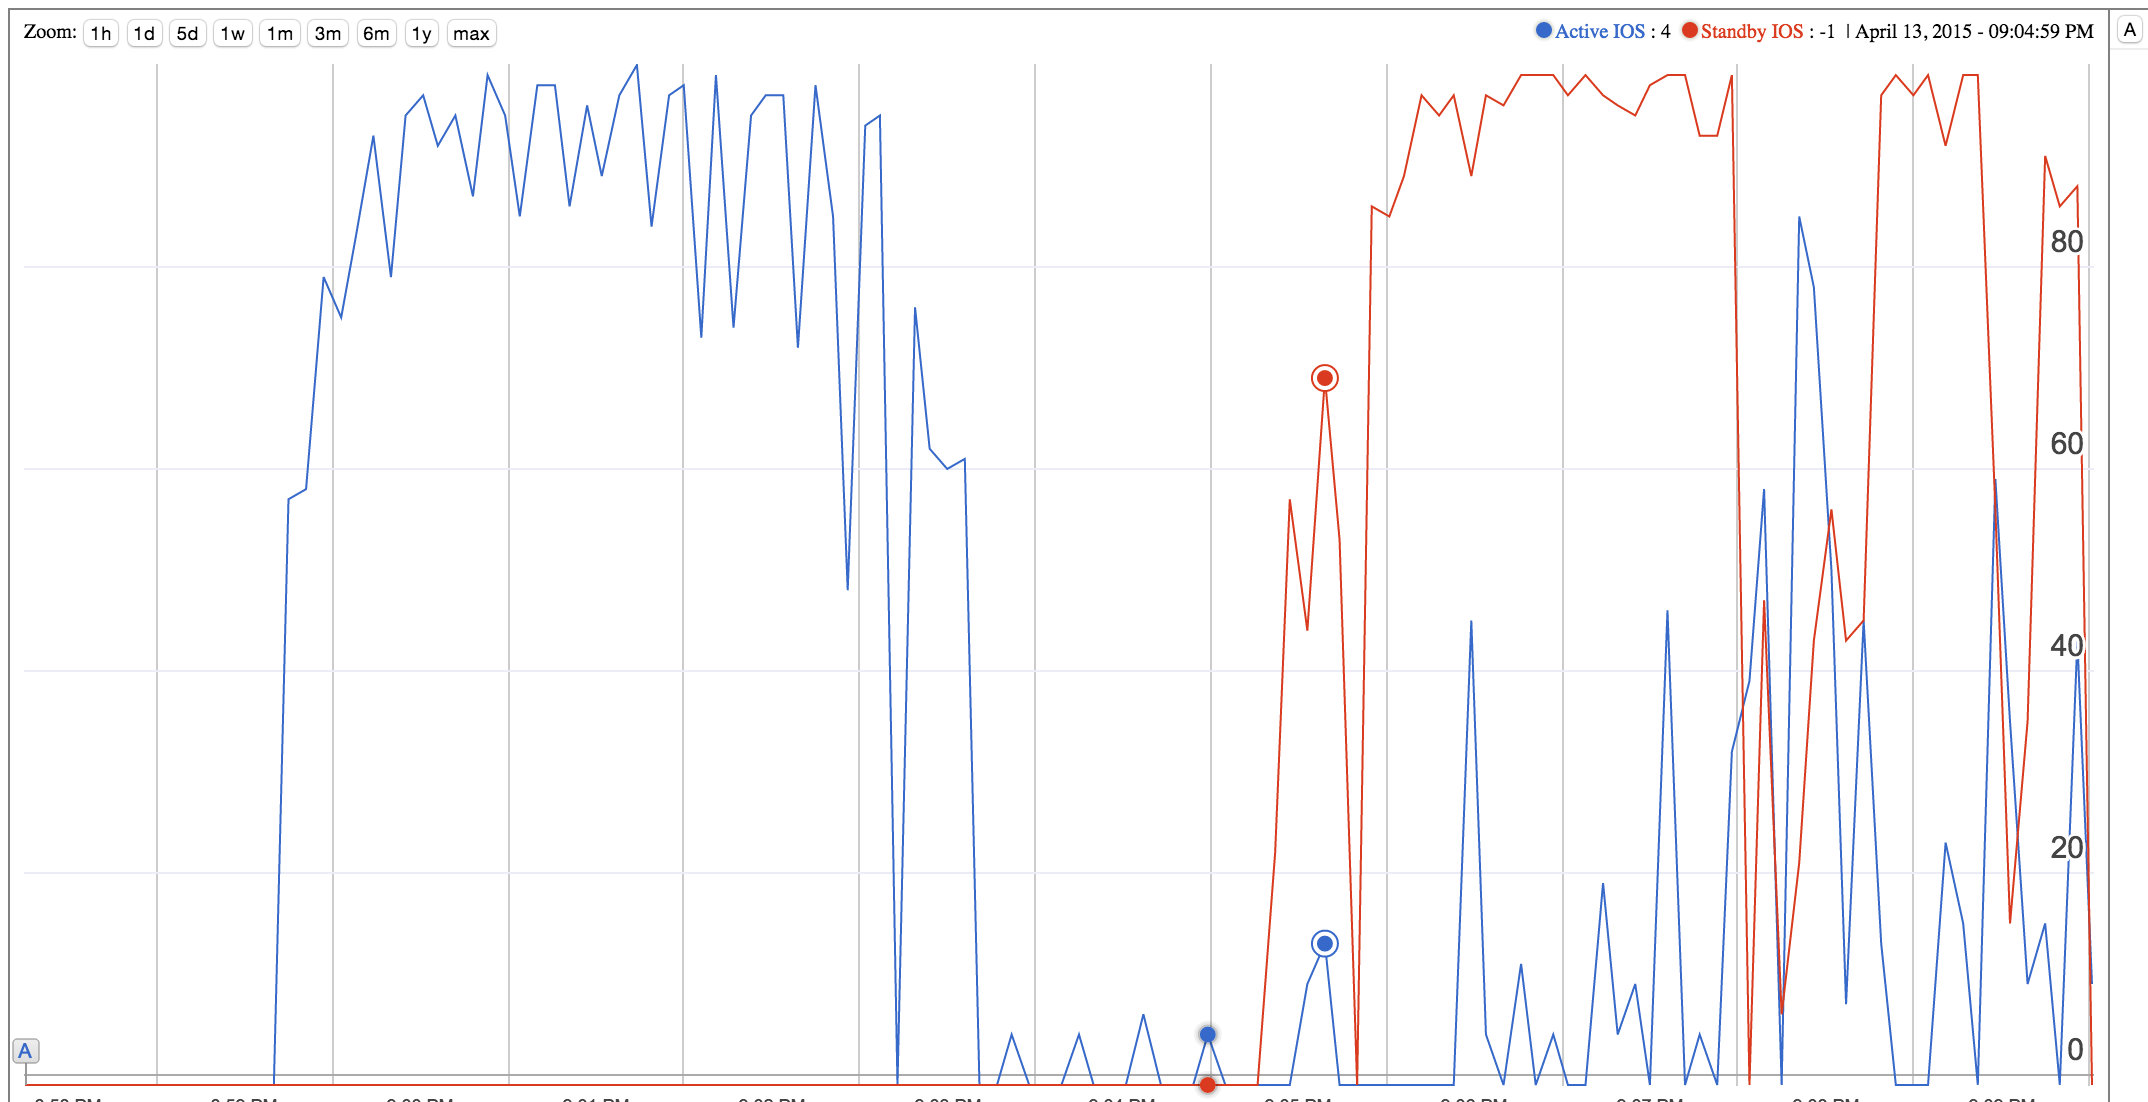 Zoom: 1h 1d 5d 1w 1m 3m 6m 1y max
Active IOS : 4 Standby IOS : -1 | April 13, 2015 - 09:04:59 PM
A
80
60
40
20
0
A